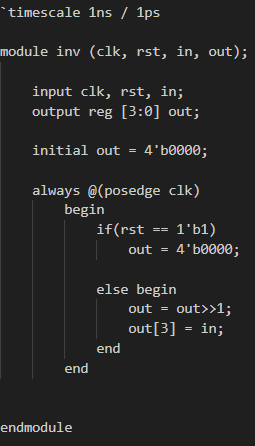 `timescale 1ns / 1ps
module inv (clk, rst, in, out);
input clk, rst, in;
output reg [3:0] out;
initial out = 4'b0000;
always @(posedge clk)
begin
if(rst == 1'b1)
out = 4'b0000;
else begin
out = out>>1;
out[3] = in;
end
end
endmodule